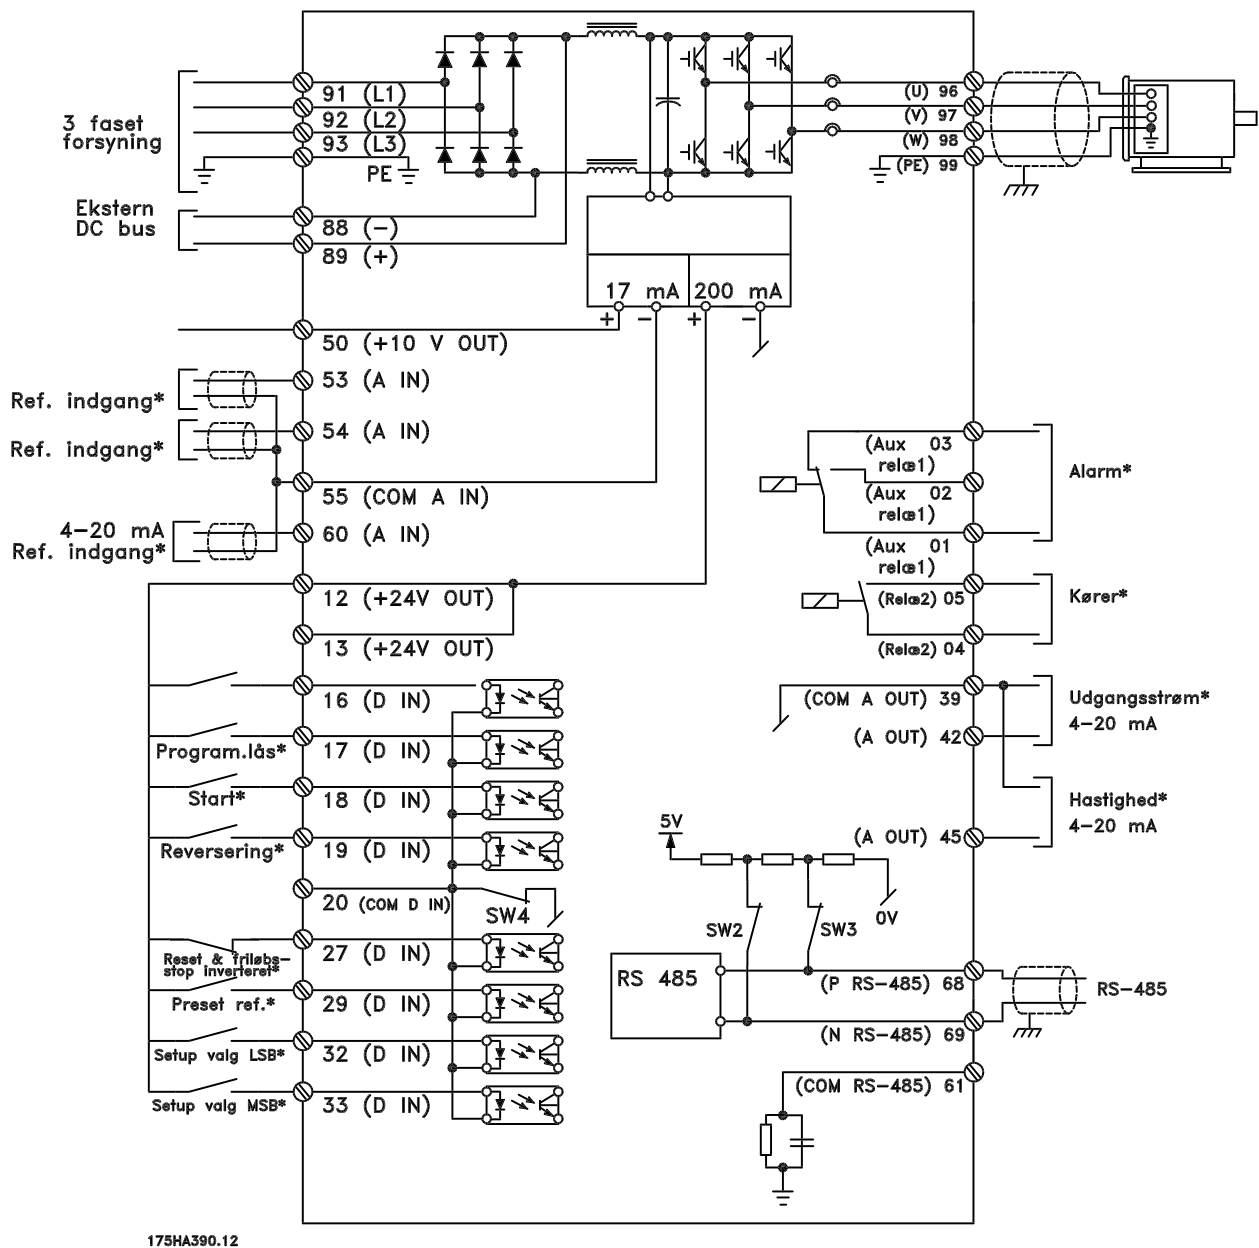 91 (L1)
92 (L2)
93 (L3)
PE
3 faset
forsyning
Ekstern
DC bus
88 (−)
89 (+)
(U) 96
(V) 97
(W) 98
(PE) 99
17 mA 200 mA
+ − + −
50 (+10 V OUT)
53 (A IN)
Ref. indgang*
54 (A IN)
Ref. indgang*
55 (COM A IN)
4−20 mA
Ref. indgang*
60 (A IN)
12 (+24V OUT)
13 (+24V OUT)
16 (D IN)
Program.lås*
17 (D IN)
Start*
18 (D IN)
Reversering*
19 (D IN)
20 (COM D IN)
SW4
Reset & friløbs−
stop inverteret*
27 (D IN)
Preset ref.*
29 (D IN)
Setup valg LSB*
32 (D IN)
Setup valg MSB*
33 (D IN)
(Aux 03
relæ1)
(Aux 02
relæ1)
(Aux 01
relæ1)
Alarm*
(Relæ2) 05
(Relæ2) 04
Kører*
(COM A OUT) 39
(A OUT) 42
Udgangsstrøm*
4−20 mA
Hastighed*
4−20 mA
(A OUT) 45
5V
0V
SW2
SW3
RS 485
(P RS−485) 68
(N RS−485) 69
RS−485
(COM RS−485) 61
175HA390.12